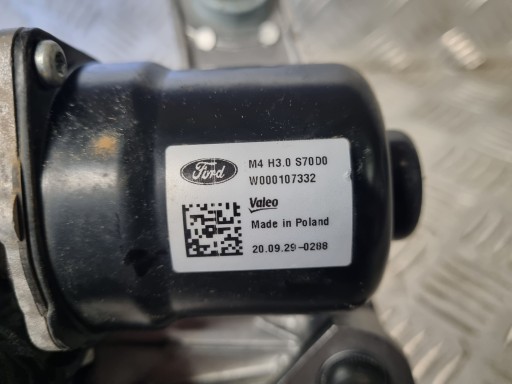 Ford
M4 H3.0 S70D0
W000107332
Valeo
Made in Poland
20.09.29-0288